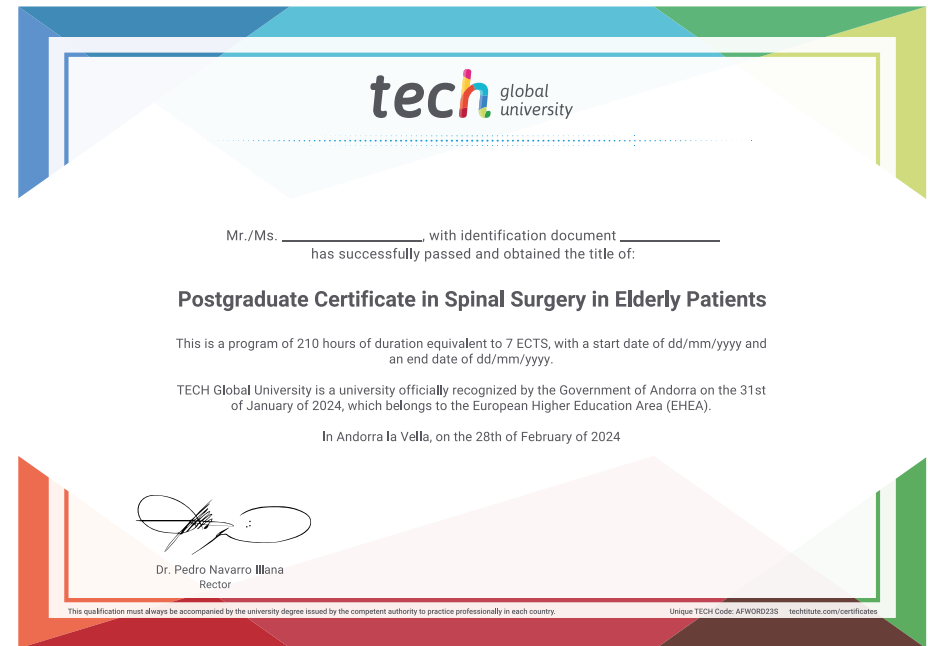 tech global
university
Mr./Ms. ____________________, with identification document ______________
has successfully passed and obtained the title of:
Postgraduate Certificate in Spinal Surgery in Elderly Patients
This is a program of 210 hours of duration equivalent to 7 ECTS, with a start date of dd/mm/yyyy and
an end date of dd/mm/yyyy.
TECH Global University is a university officially recognized by the Government of Andorra on the 31st
of January of 2024, which belongs to the European Higher Education Area (EHEA).
In Andorra la Vella, on the 28th of February of 2024
Dr. Pedro Navarro Illana
Rector
This qualification must always be accompanied by the university degree issued by the competent authority to practice professionally in each country.
Unique TECH Code: AFWORD23S techtitute.com/certificates